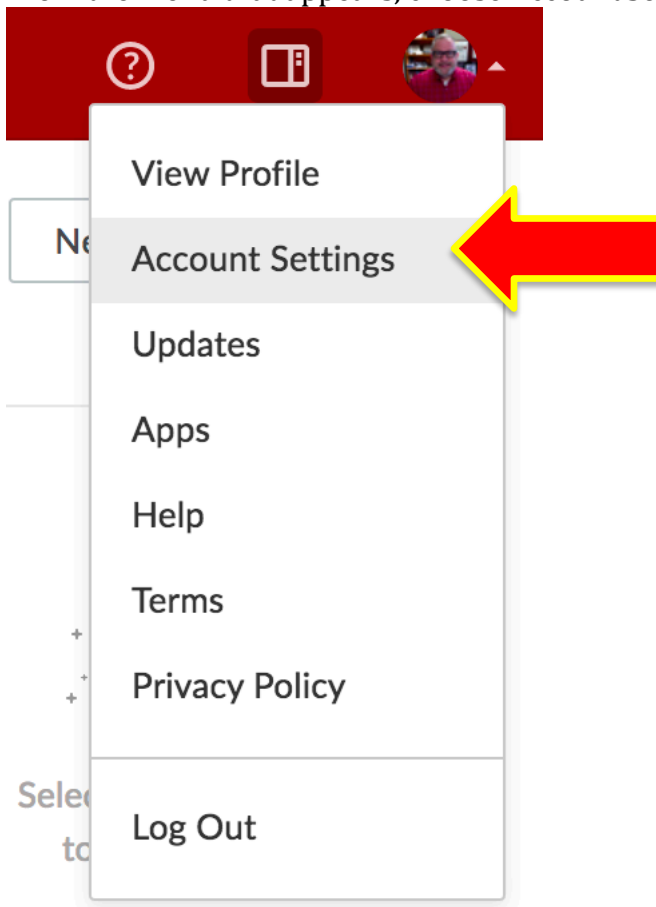 ?
View Profile
Account Settings
Updates
Apps
Help
Terms
Privacy Policy
Log Out